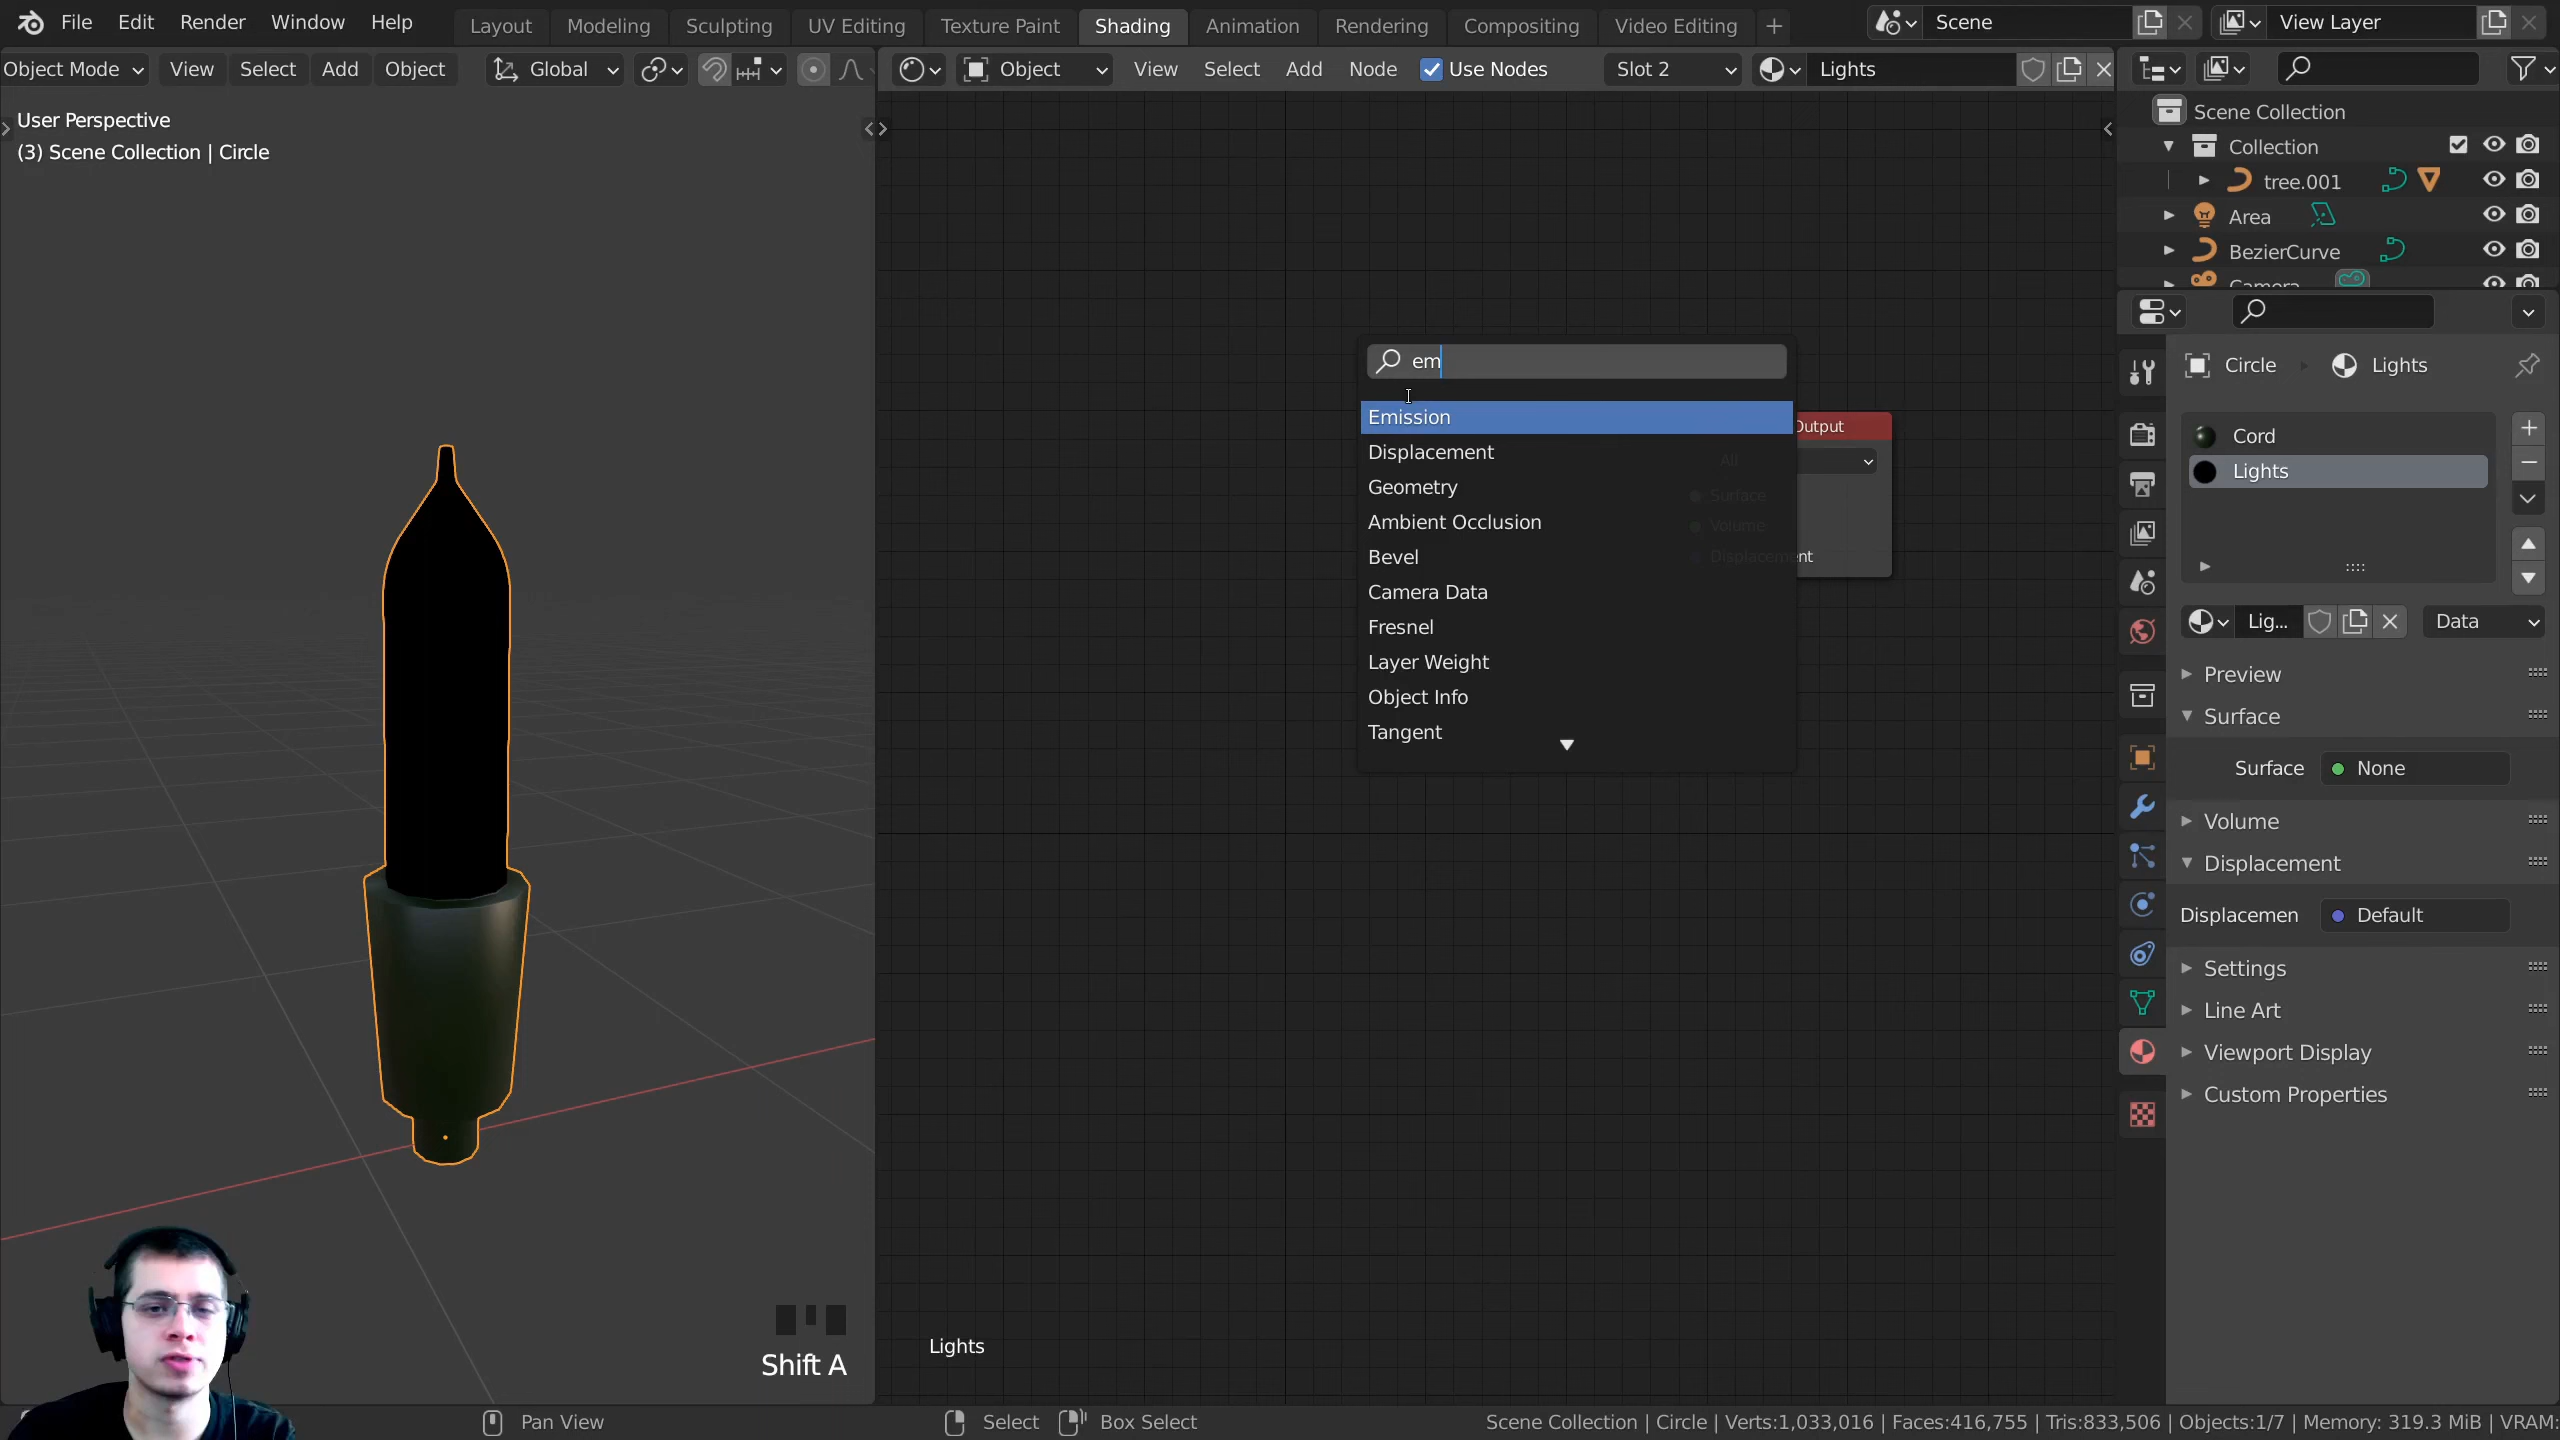 File Edit Render Window Help Layout Modeling Sculpting UV Editing Texture Paint Shading Animation Rendering Compositing Video Editing + Scene View Layer
Object Mode View Select Add Object Global Object View Select Add Node Use Nodes Slot 2 Lights
User Perspective
(3) Scene Collection | Circle
Scene Collection
Collection
tree.001
Area
BezierCurve
Camera
em
Emission
Displacement
Geometry
Ambient Occlusion
Bevel
Camera Data
Fresnel
Layer Weight
Object Info
Tangent
Output
All
Surface
Volume
Displacement
Circle Lights
Cord
Lights
Lig... Data
Preview
Surface
Surface None
Volume
Displacement
Displacemen Default
Settings
Line Art
Viewport Display
Custom Properties
Shift A
Lights
Pan View Select Box Select Scene Collection | Circle | Verts:1,033,016 | Faces:416,755 | Tris:833,506 | Objects:1/7 | Memory: 319.3 MiB | VRAM: